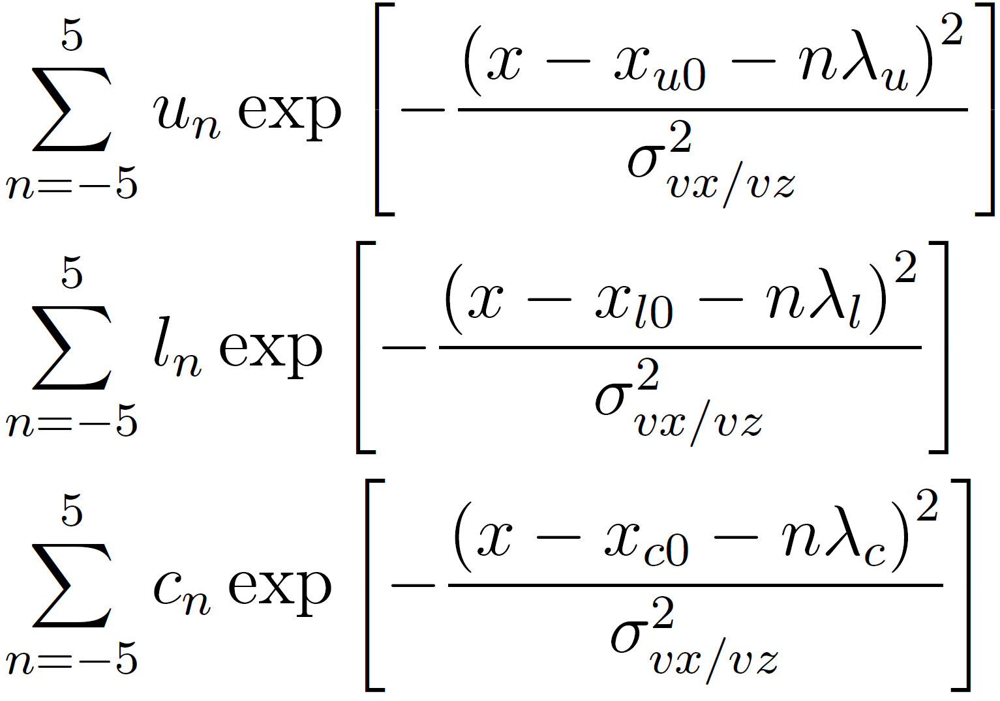 \sum_{n=-5}^{5} u_n \exp\left[-\frac{(x - x_{u0} - n\lambda_u)^2}{\sigma_{vx/vz}^2}\right]
\sum_{n=-5}^{5} l_n \exp\left[-\frac{(x - x_{l0} - n\lambda_l)^2}{\sigma_{vx/vz}^2}\right]
\sum_{n=-5}^{5} c_n \exp\left[-\frac{(x - x_{c0} - n\lambda_c)^2}{\sigma_{vx/vz}^2}\right]